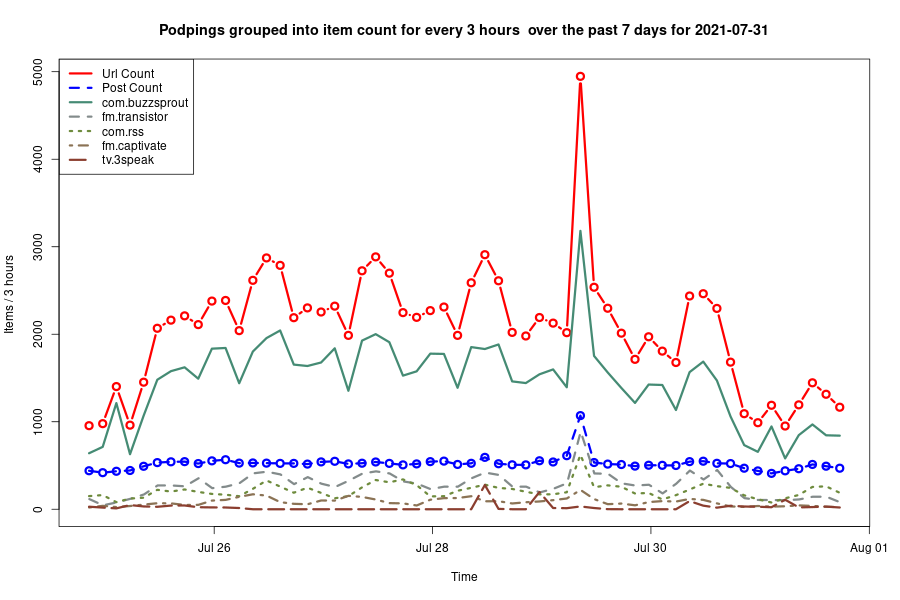 Podpings grouped into item count for every 3 hours  over the past 7 days for 2021-07-31
Url Count
Post Count
com.buzzsprout
fm.transistor
com.rss
fm.captivate
tv.3speak
Items / 3 hours
5000
4000
3000
2000
1000
0
Jul 26
Jul 28
Jul 30
Aug 01
Time